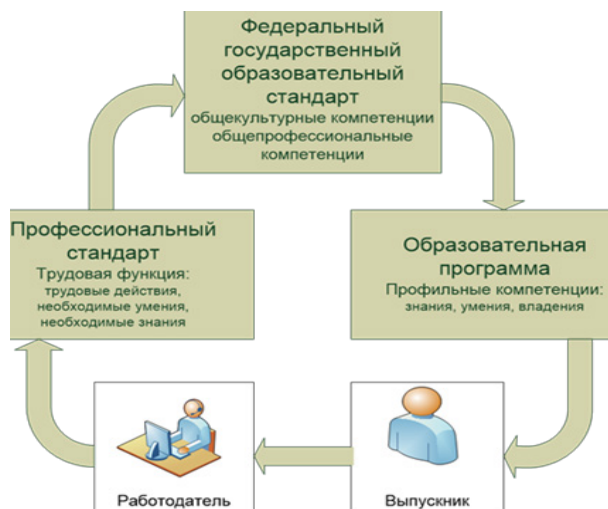 Федеральный
государственный
образовательный
стандарт
общекультурные компетенции
общепрофессиональные
компетенции
Профессиональный
стандарт
Трудовая функция:
трудовые действия,
необходимые умения,
необходимые знания
Образовательная
программа
Профильные компетенции:
знания, умения, владения
Работодатель
Выпускник